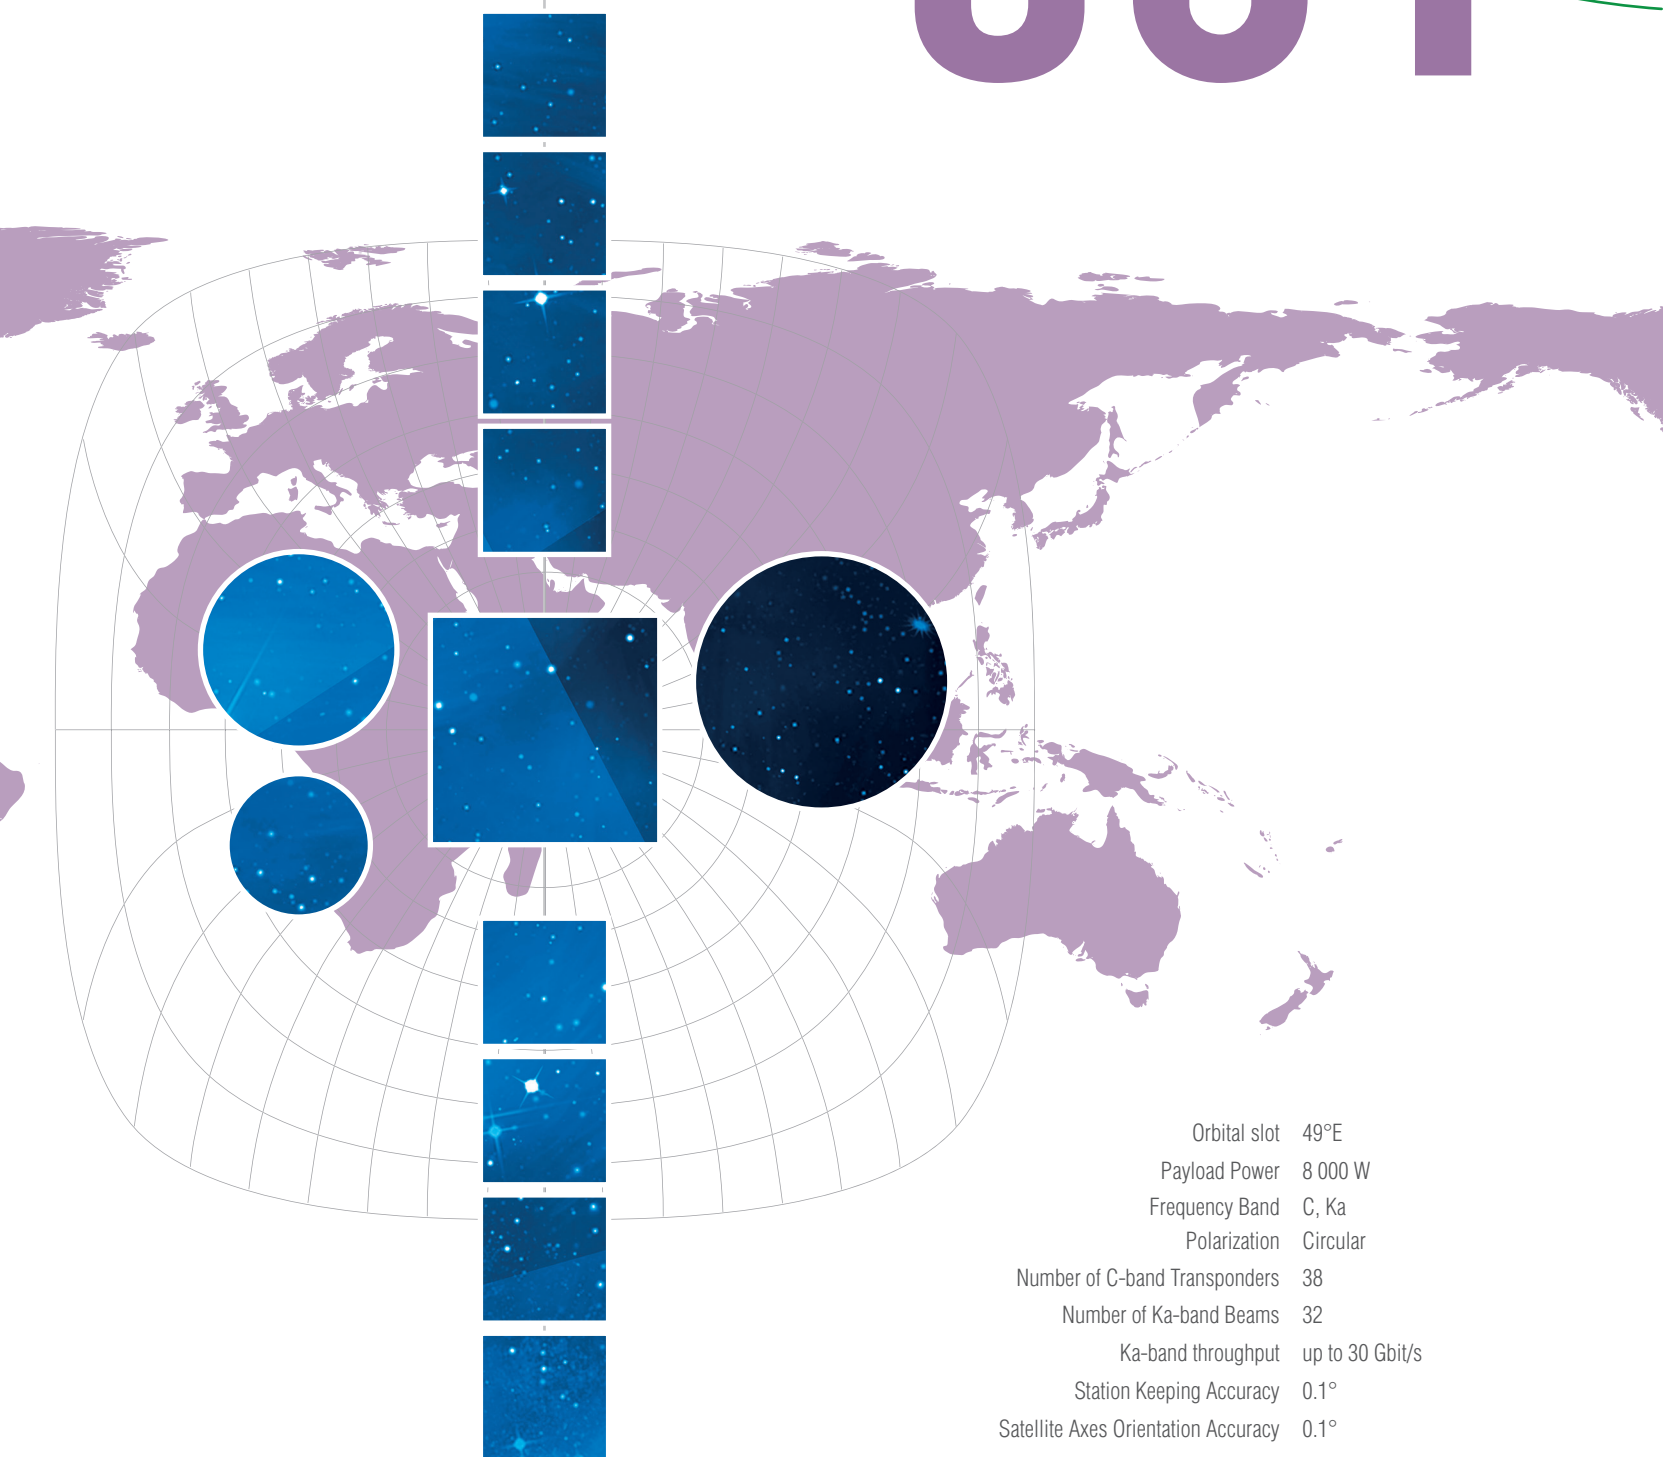 Orbital slot 49°E
Payload Power 8 000 W
Frequency Band C, Ka
Polarization Circular
Number of C-band Transponders 38
Number of Ka-band Beams 32
Ka-band throughput up to 30 Gbit/s
Station Keeping Accuracy 0.1°
Satellite Axes Orientation Accuracy 0.1°